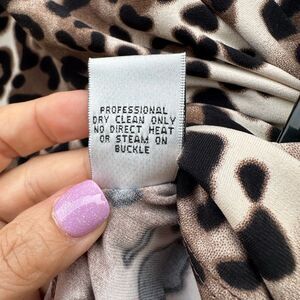 PROFESSIONAL
DRY CLEAN ONLY
NO DIRECT HEAT
OR STEAM ON
BUCKLE